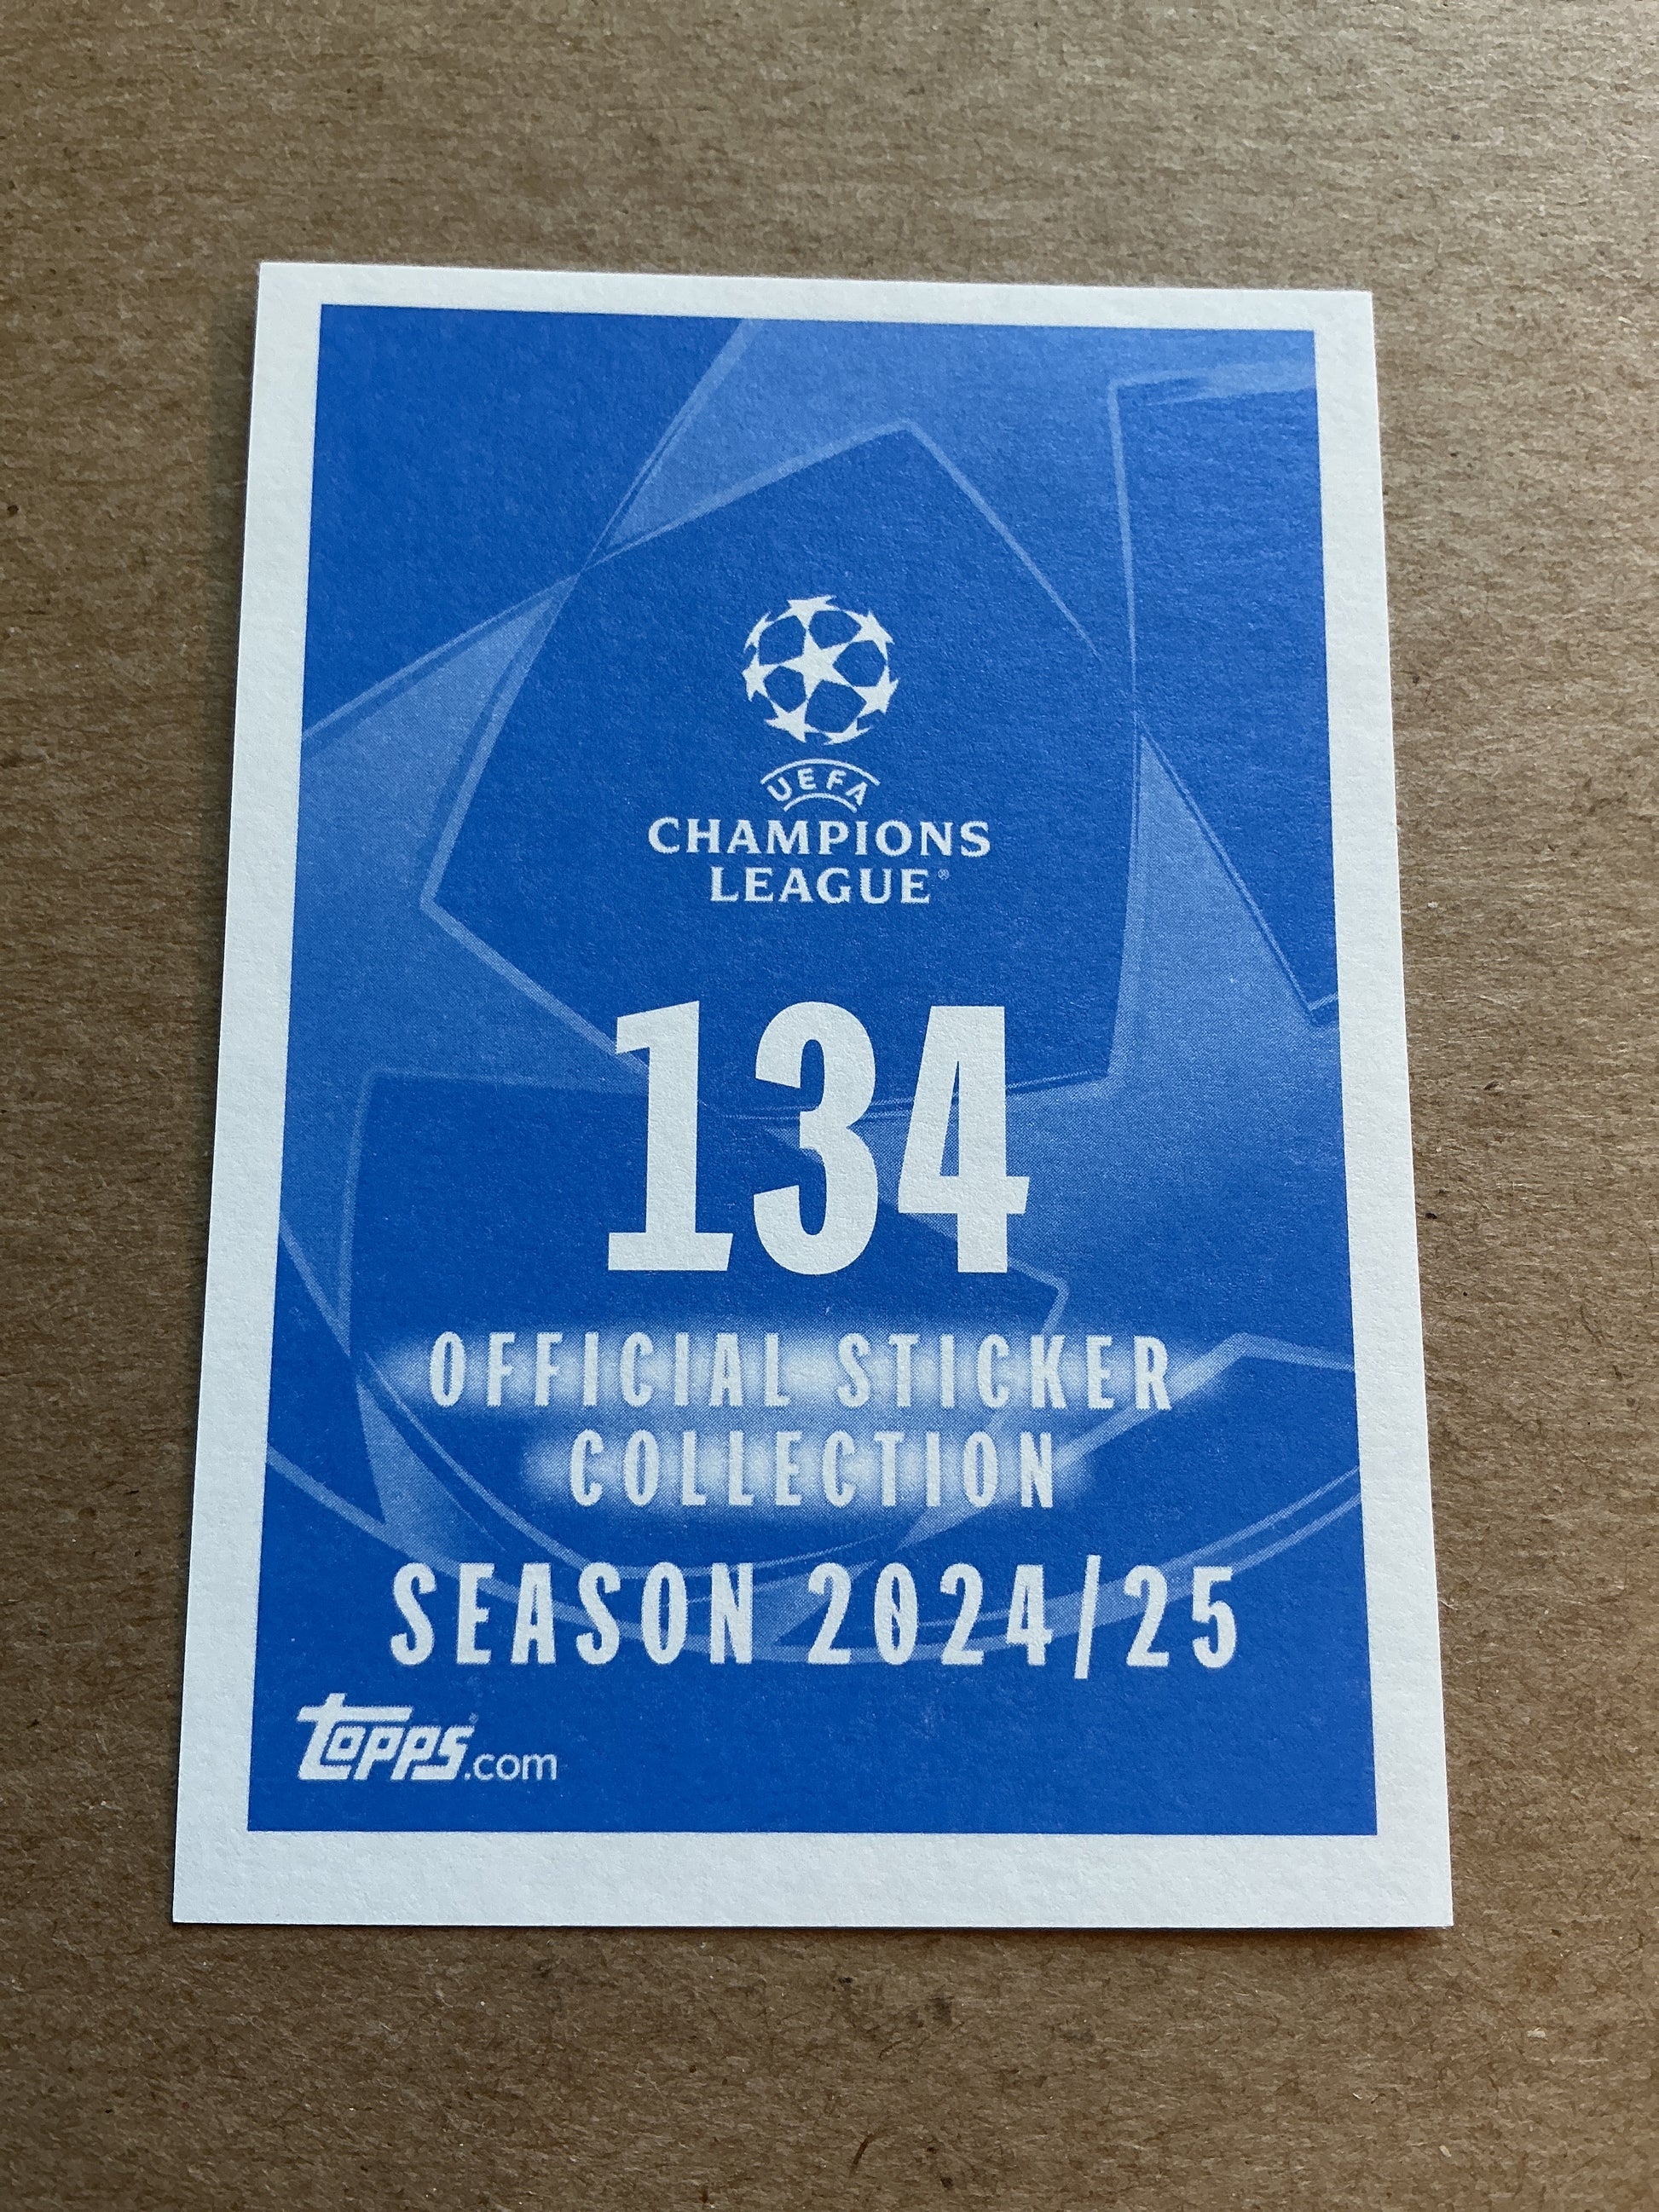 UEFA
CHAMPIONS
LEAGUE®
134
OFFICIAL STICKER
COLLECTION
SEASON 2024/25
topps®.com